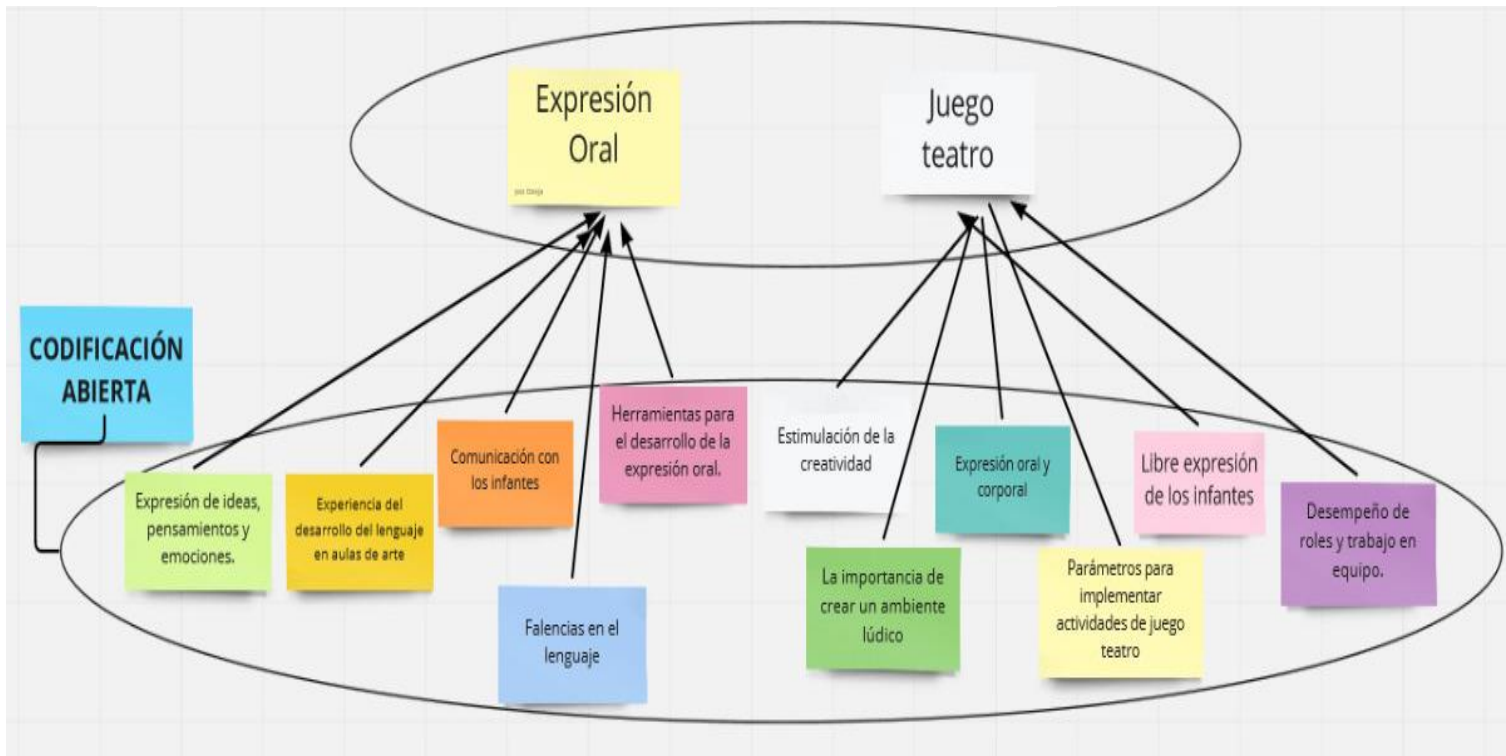 Expresión
Oral
Juego
teatro
CODIFICACIÓN
ABIERTA
Expresión de ideas,
pensamientos y
emociones.
Experiencia del
desarrollo del lenguaje
en aulas de arte
Comunicación con
los infantes
Falencias en el
lenguaje
Herramientas para
el desarrollo de la
expresión oral.
Estimulación de la
creatividad
La importancia de
crear un ambiente
lúdico
Expresión oral y
corporal
Parámetros para
implementar
actividades de juego
teatro
Libre expresión
de los infantes
Desempeño de
roles y trabajo en
equipo.